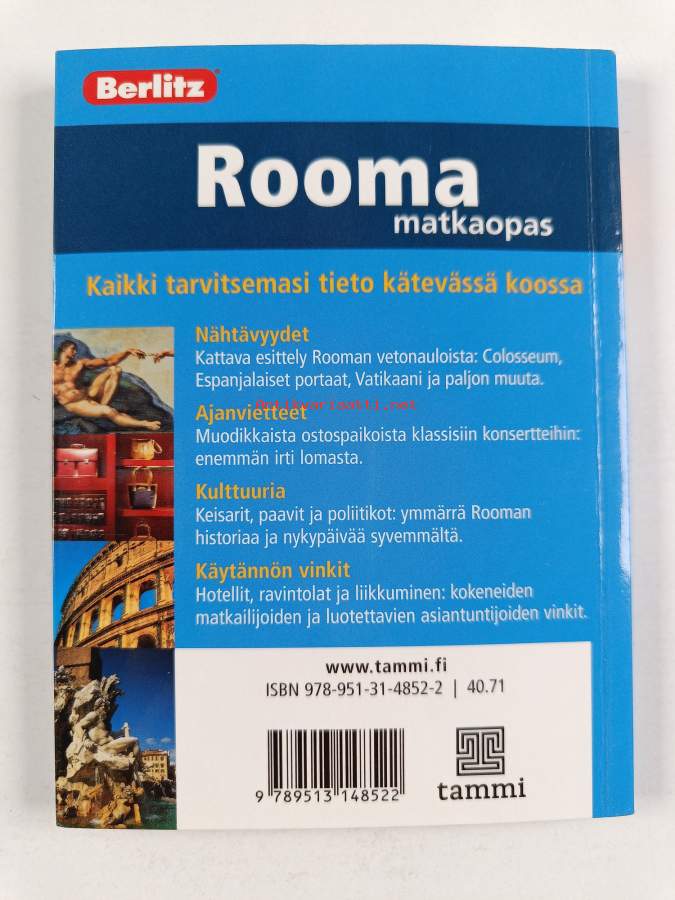 Berlitz
Rooma
matkaopas
Kaikki tarvitsemasi tieto kätevässä koossa
Nähtävyydet
Kattava esittely Rooman vetonauloista: Colosseum,
Espanjalaiset portaat, Vatikaani ja paljon muuta.
Antikvariaatti.net
Ajanvietteet
Muodikkaista ostospaikoista klassisiin konsertteihin:
enemmän irti lomasta.
Kulttuuria
Keisarit, paavit ja poliitikot: ymmärrä Rooman
historiaa ja nykypäivää syvemmältä.
Käytännön vinkit
Hotellit, ravintolat ja liikkuminen: kokeneiden
matkailijoiden ja luotettavien asiantuntijoiden vinkit.
www.tammi.fi
ISBN 978-951-31-4852-2 | 40.71
9 789513 148522
tammi